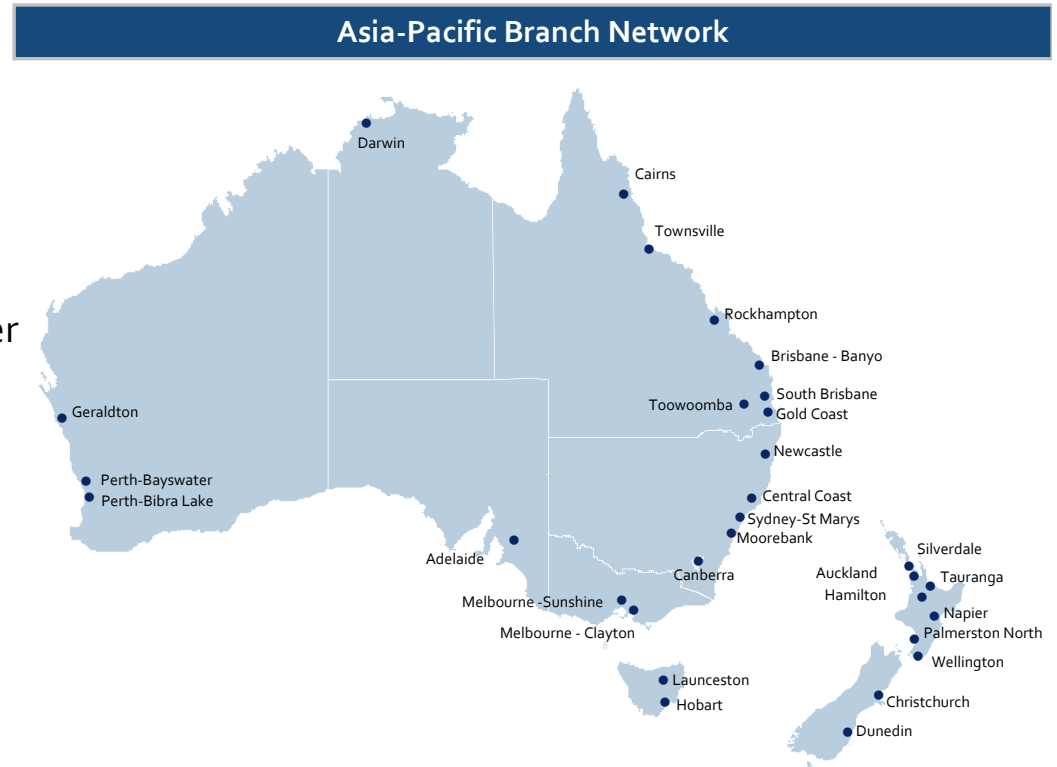 Asia-Pacific Branch Network
Darwin
Cairns
Townsville
Rockhampton
er
Brisbane - Banyo
South Brisbane
Toowoomba
Gold Coast
Geraldton
Newcastle
Perth-Bayswater
Central Coast
Perth-Bibra Lake
Sydney-St Marys
Moorebank
Adelaide
Canberra
Silverdale
Auckland
Tauranga
Hamilton
Melbourne -Sunshine
Napier
Melbourne - Clayton
Palmerston North
Wellington
Launceston
Hobart
Christchurch
Dunedin